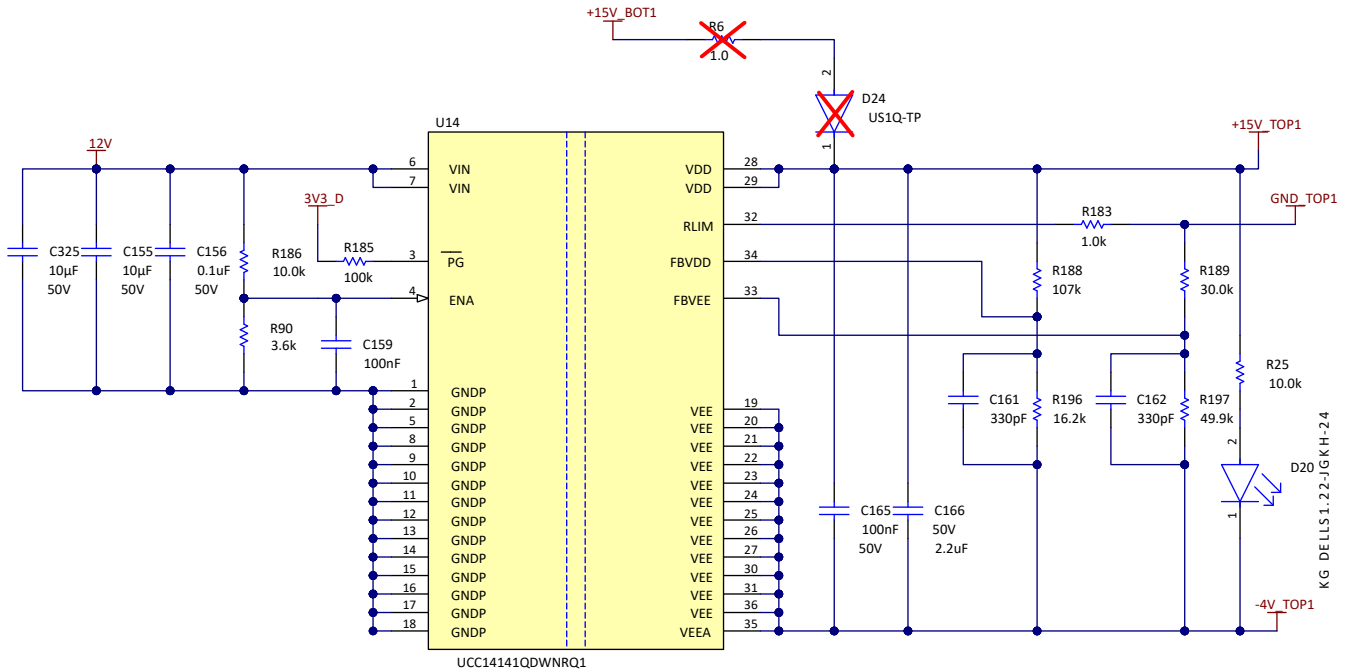 +15V_BOT1
R6
1.0
2
D24
US1Q-TP
1
U14
+15V_TOP1
12V
6
VIN
VDD
28
7
VIN
VDD
29
3V3_D
GND_TOP1
RLIM
32
R183
1.0k
C325
10µF
50V
C155
10µF
50V
C156
0.1uF
50V
R186
10.0k
R185
100k
3
PG
FBVDD
34
R188
107k
R189
30.0k
4
ENA
FBVEE
33
R90
3.6k
C159
100nF
R25
10.0k
1
GNDP
2
GNDP
VEE
19
5
GNDP
VEE
20
8
GNDP
VEE
21
9
GNDP
VEE
22
10
GNDP
VEE
23
11
GNDP
VEE
24
12
GNDP
VEE
25
13
GNDP
VEE
26
14
GNDP
VEE
27
15
GNDP
VEE
30
16
GNDP
VEE
31
17
GNDP
VEE
36
18
GNDP
VEEA
35
C161
330pF
R196
16.2k
C162
330pF
R197
49.9k
2
D20
1
KG DELLS1.22-JGKH-24
C165
100nF
50V
C166
50V
2.2uF
-4V_TOP1
UCC14141QDWNRQ1